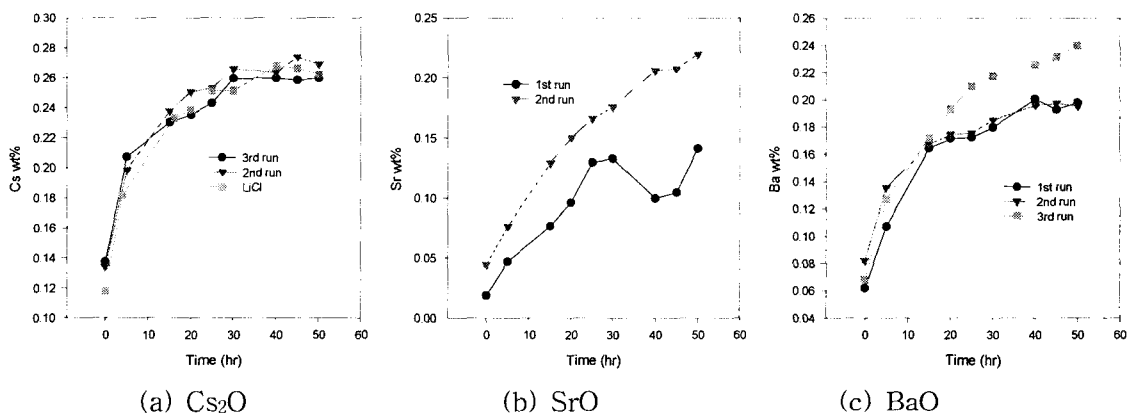 0.30
0.28
0.26
0.24
0.22
0.20
0.18
0.16
0.14
0.12
0.10
Cs wt%
3rd run
2nd run
LiCl
0 10 20 30 40 50 60
Time (hr)
(a) Cs₂O
0.25
0.20
0.15
0.10
0.05
0.00
Sr wt%
1st run
2nd run
0 10 20 30 40 50 60
Time (hr)
(b) SrO
0.26
0.24
0.22
0.20
0.18
0.16
0.14
0.12
0.10
0.08
0.06
0.04
Ba wt%
1st run
2nd run
3rd run
0 10 20 30 40 50 60
Time (hr)
(c) BaO